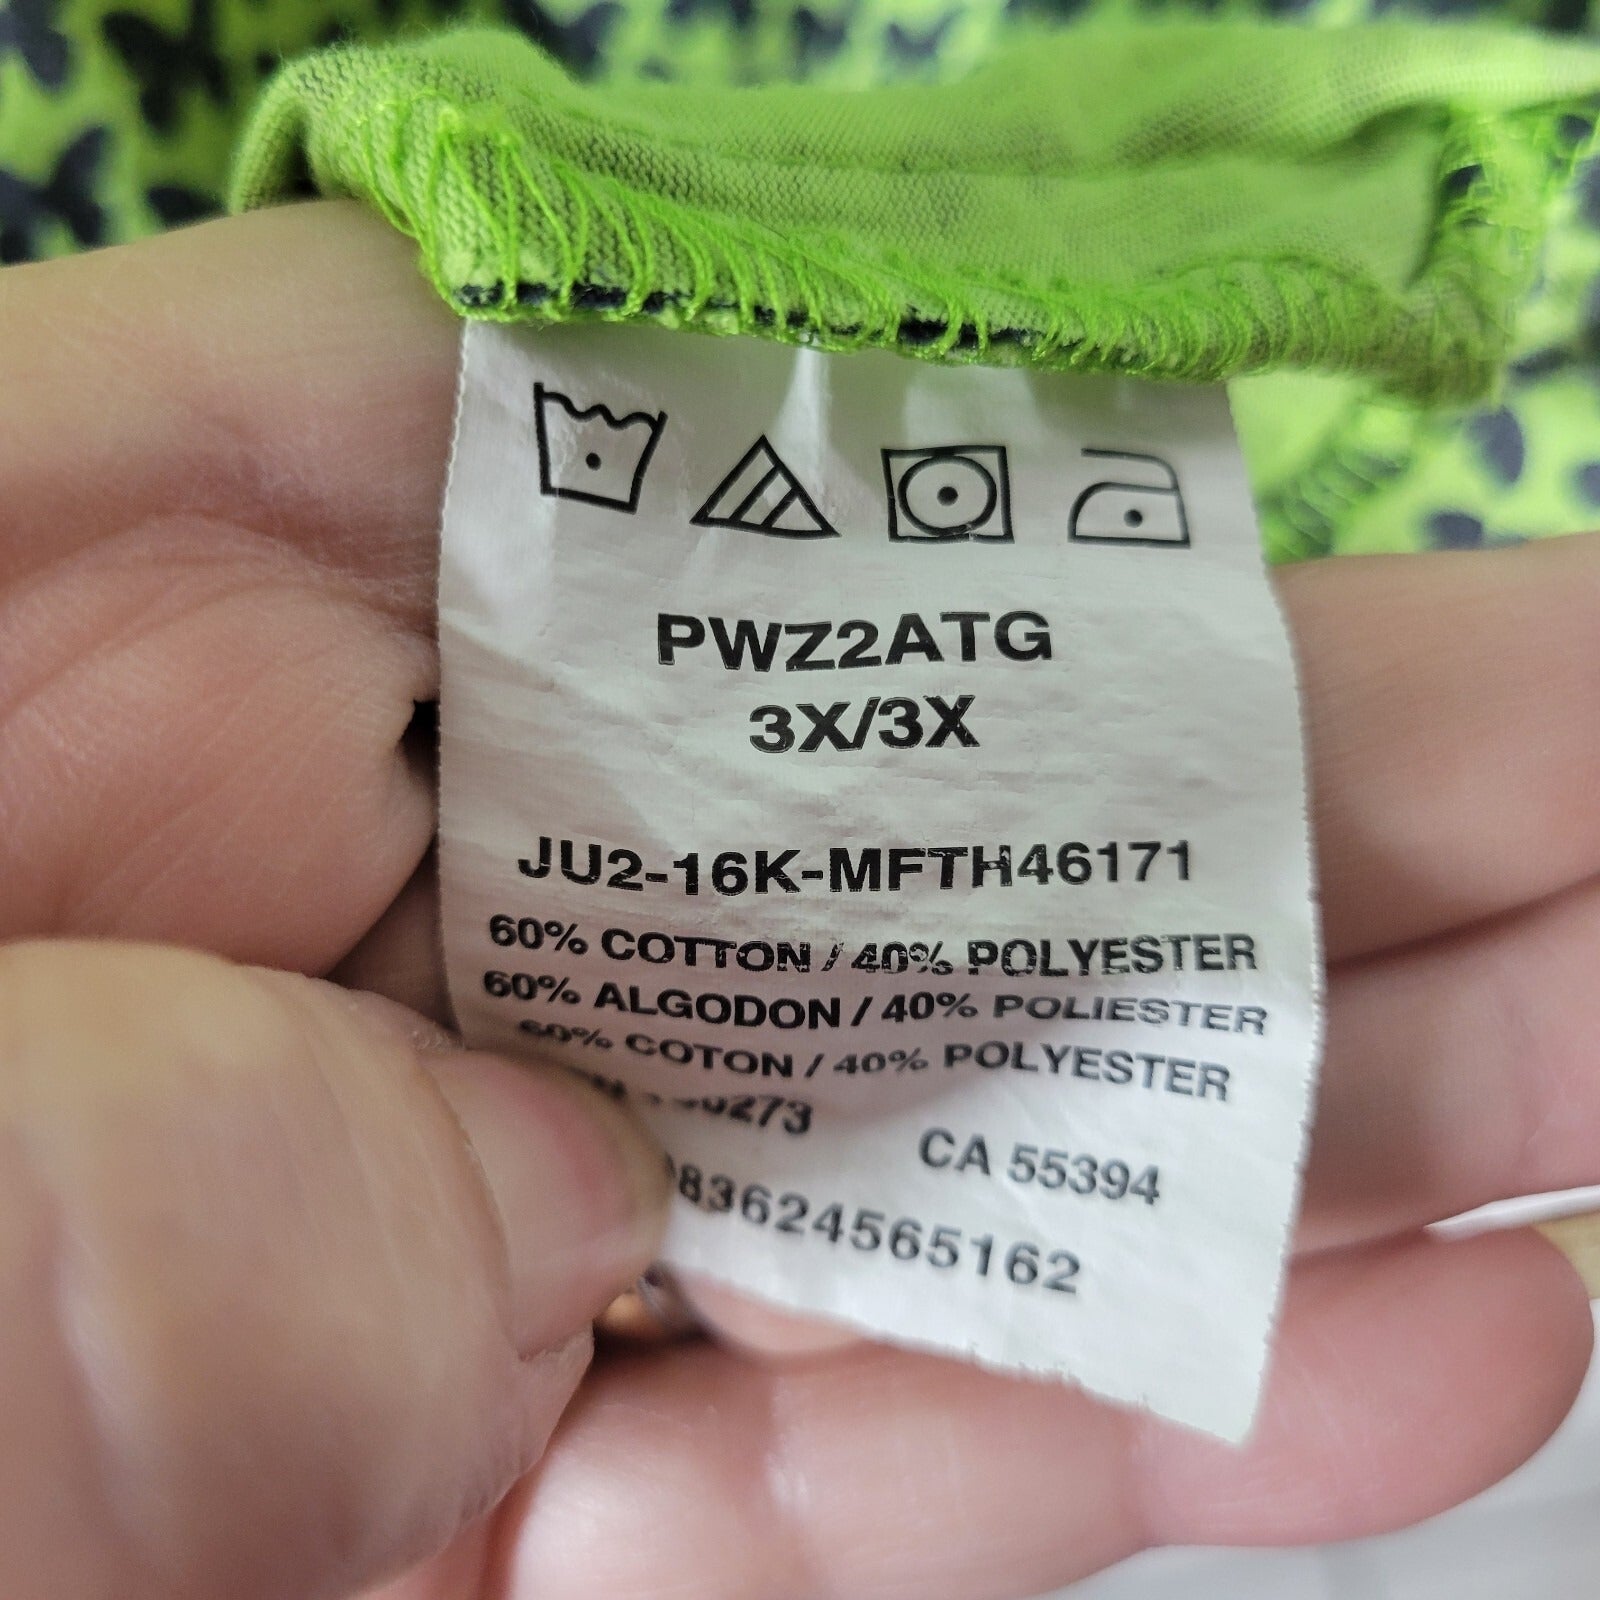 PWZ2ATG
3X/3X
JU2-16K-MFTH46171
60% COTTON / 40% POLYESTER
60% ALGODON / 40% POLIESTER
60% COTON / 40% POLYESTER
CA 55394